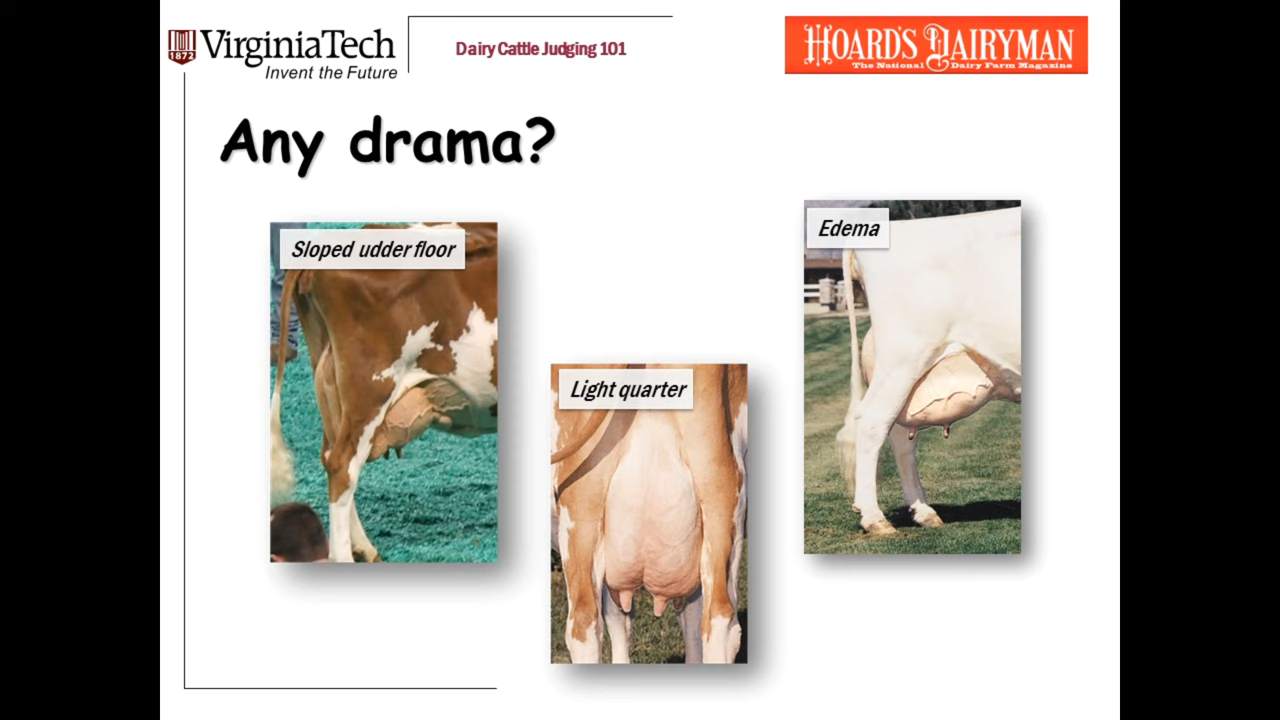 1872
VirginiaTech
Invent the Future
Dairy Cattle Judging 101
HOARD'S DAIRYMAN
The National Dairy Farm Magazine
Any drama?
Sloped udder floor
Light quarter
Edema